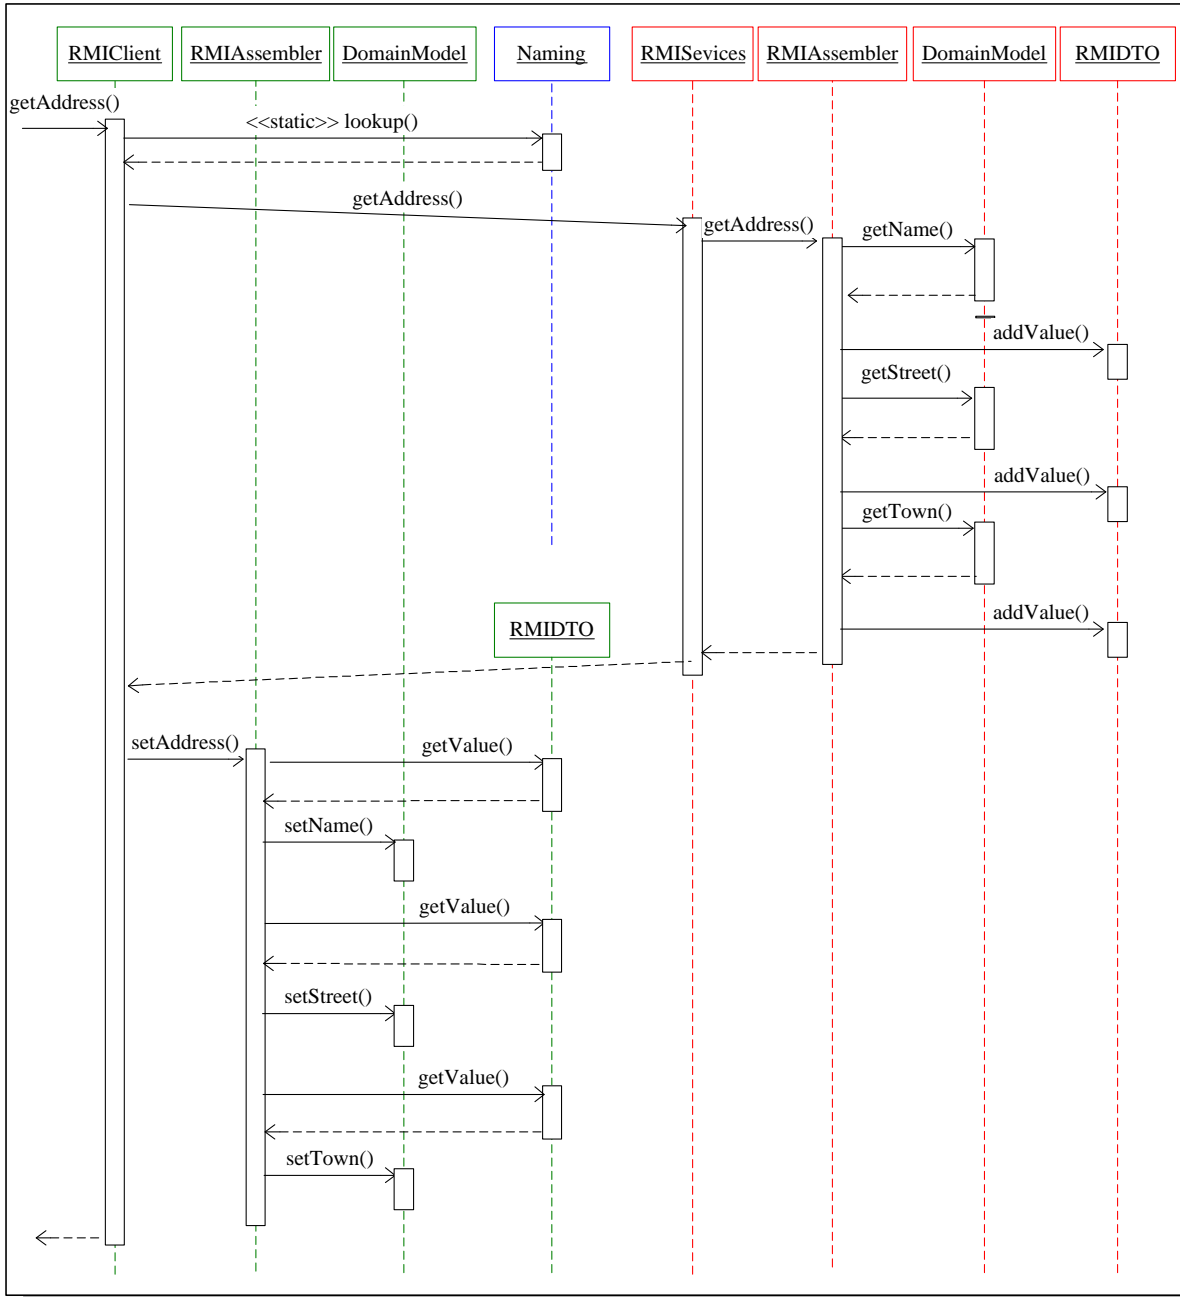 RMIClient RMIAssembler DomainModel Naming RMISevices RMIAssembler DomainModel RMIDTO
getAddress()
<<static>> lookup()
getAddress()
getAddress()
getName()
addValue()
getStreet()
addValue()
getTown()
addValue()
RMIDTO
setAddress()
getValue()
setName()
getValue()
setStreet()
getValue()
setTown()